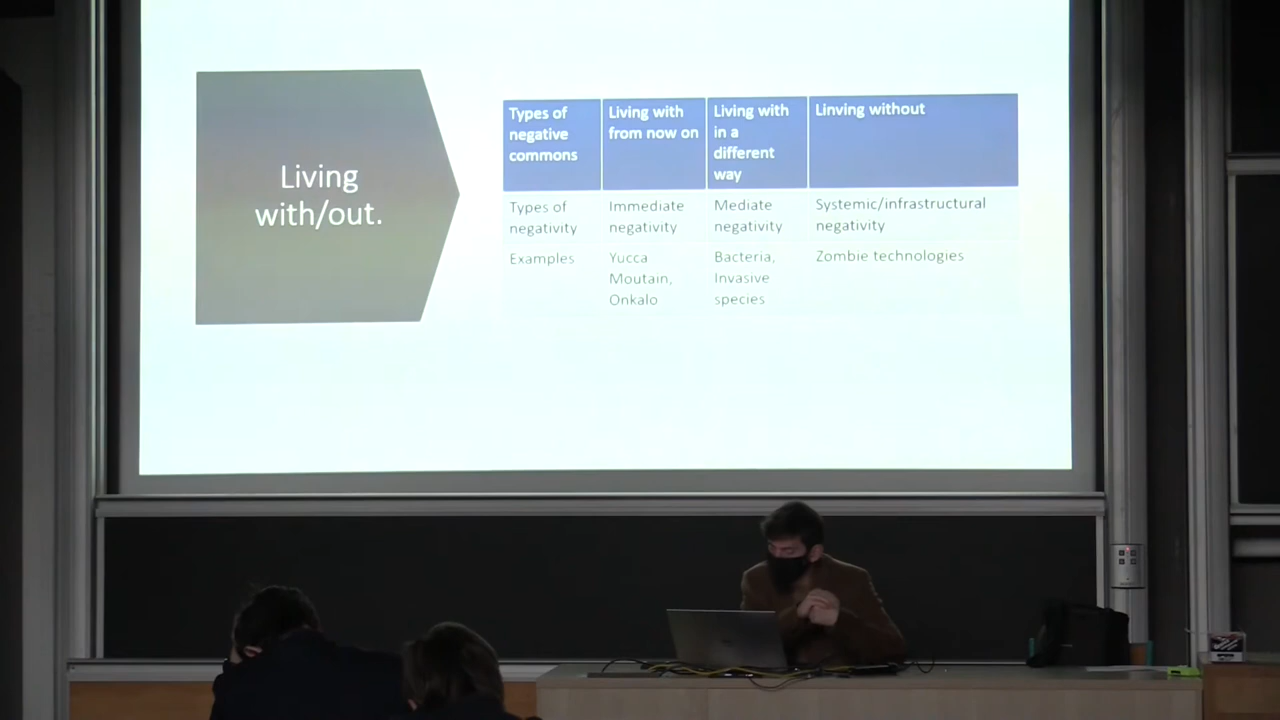 Living
with/out.
Types of
negative
commons
Living with
from now on
Living with
in a
different
way
Linving without
Types of
negativity
Immediate
negativity
Mediate
negativity
Systemic/infrastructural
negativity
Examples
Yucca
Moutain,
Onkalo
Bacteria,
Invasive
species
Zombie technologies